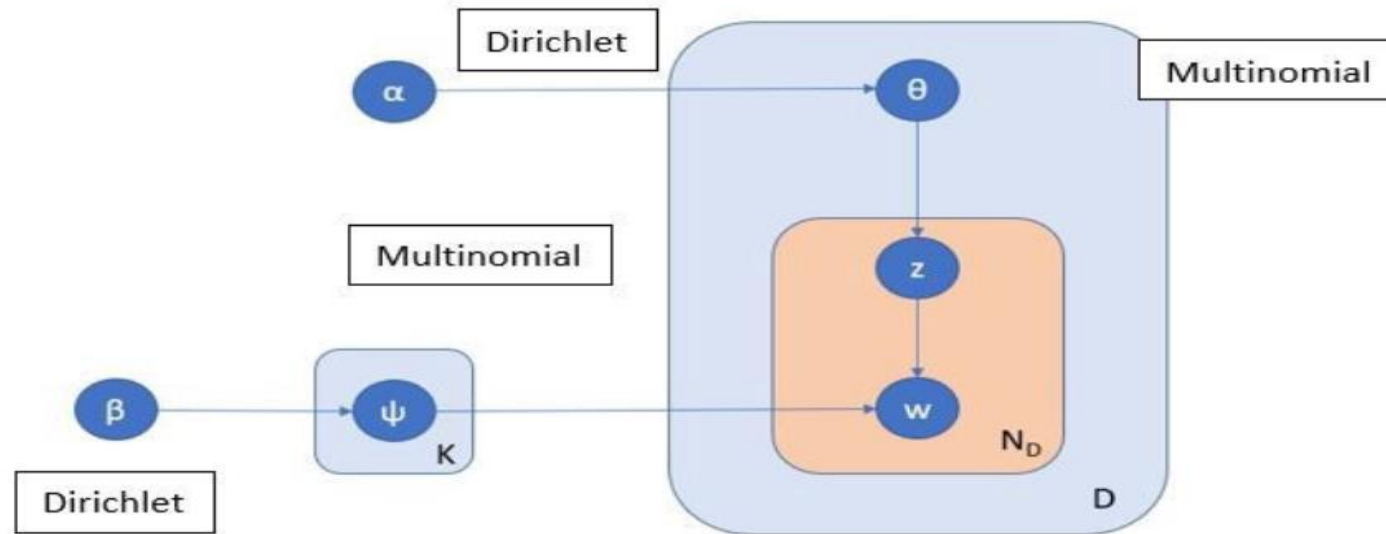 Dirichlet
α
θ
Multinomial
Multinomial
z
β
ψ
w
K
N_D
D
Dirichlet